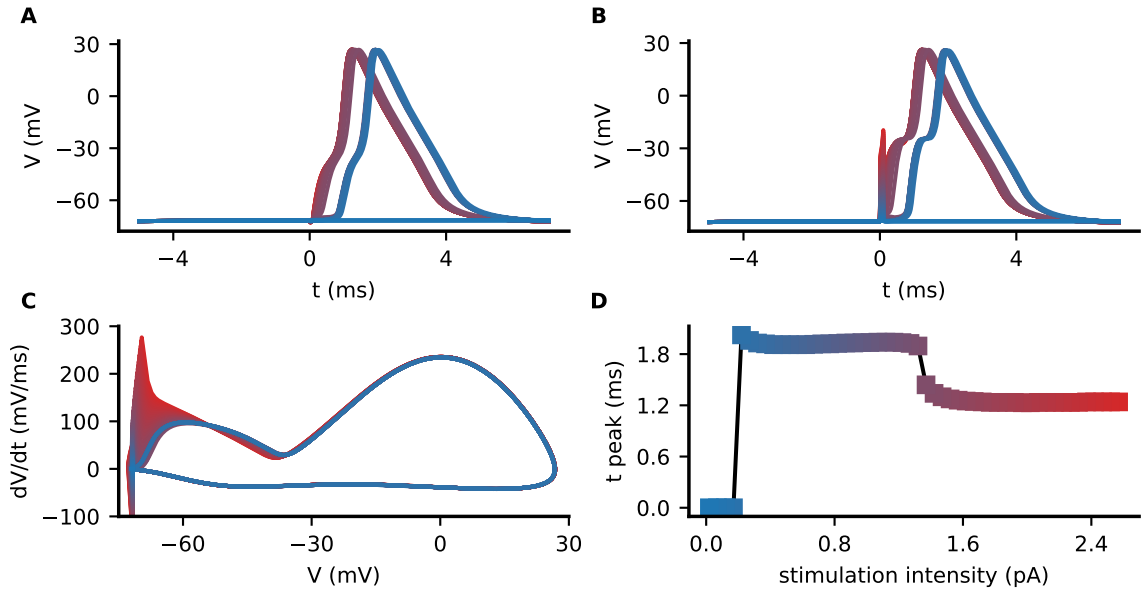 A
30
0
−30
−60
V (mV
−4
0
4
t (ms)
B
30
0
−30
−60
V (mV
−4
0
4
t (ms)
C
300
200
100
0
−100
dV/dt (mV/ms)
−60
−30
0
30
V (mV)
D
1.8
1.2
0.6
0.0
t peak (ms)
0.0
0.8
1.6
2.4
stimulation intensity (pA)